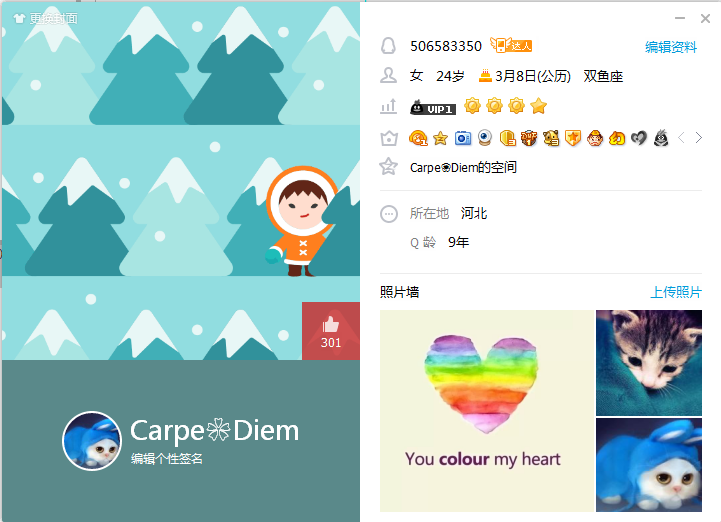 更换封面
301
Carpe❀Diem
编辑个性签名
506583350 达人
编辑资料
女 24岁 3月8日(公历) 双鱼座
VIP1
Carpe❀Diem的空间
所在地 河北
Q 龄 9年
照片墙
上传照片
You colour my heart